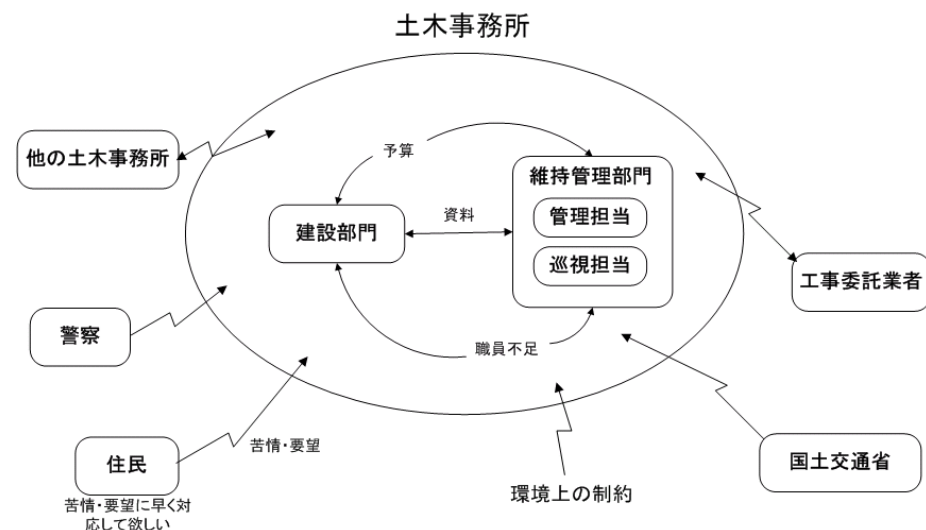 土木事務所
他の土木事務所
予算
維持管理部門
管理担当
建設部門
資料
巡視担当
工事委託業者
警察
職員不足
住民
苦情・要望
苦情・要望に早く対
応して欲しい
環境上の制約
国土交通省